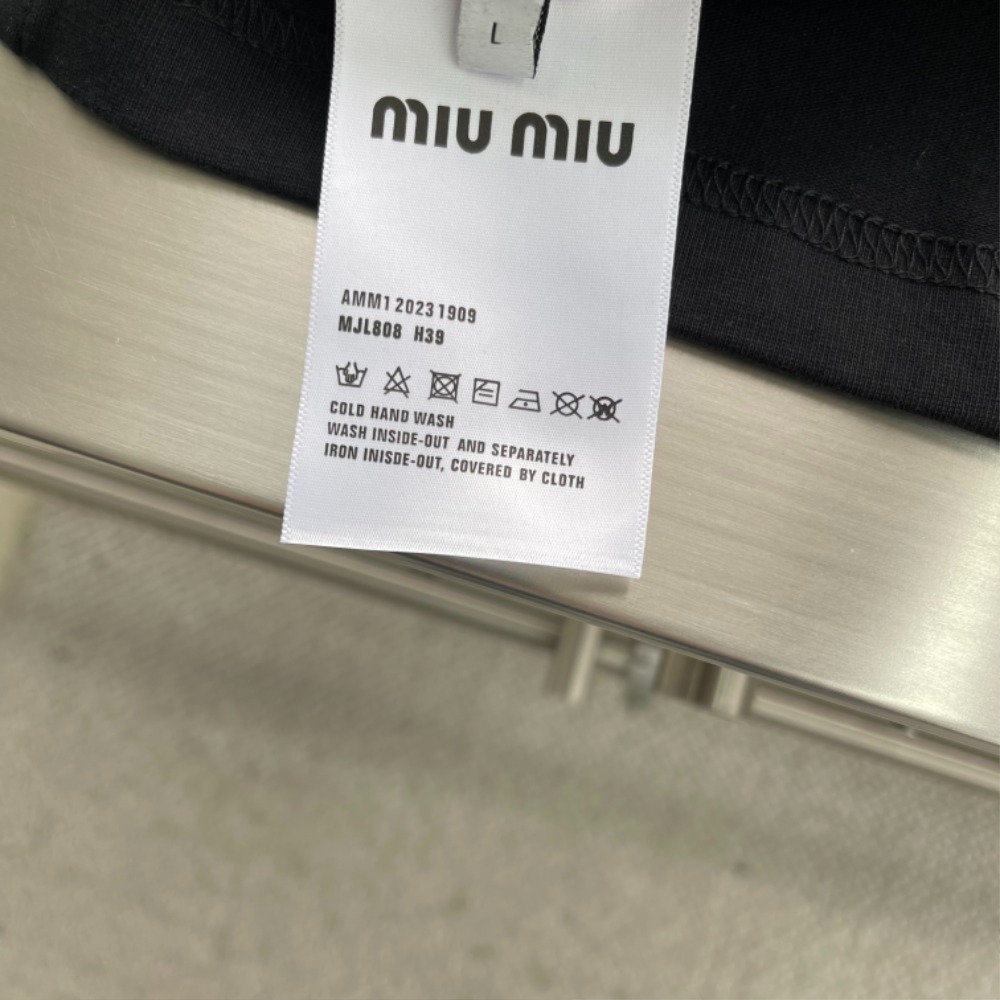 L
MIU MIU
AMM1 20231909
MJL808 H39
COLD HAND WASH
WASH INSIDE-OUT AND SEPARATELY
IRON INISDE-OUT, COVERED BY CLOTH